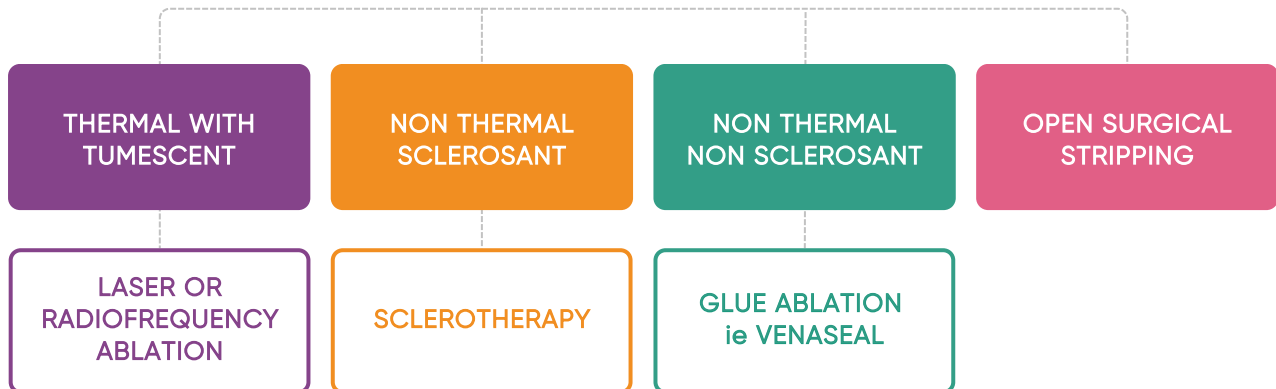 THERMAL WITH
TUMESCENT
NON THERMAL
SCLEROSANT
NON THERMAL
NON SCLEROSANT
OPEN SURGICAL
STRIPPING
LASER OR
RADIOFREQUENCY
ABLATION
SCLEROTHERAPY
GLUE ABLATION
ie VENASEAL